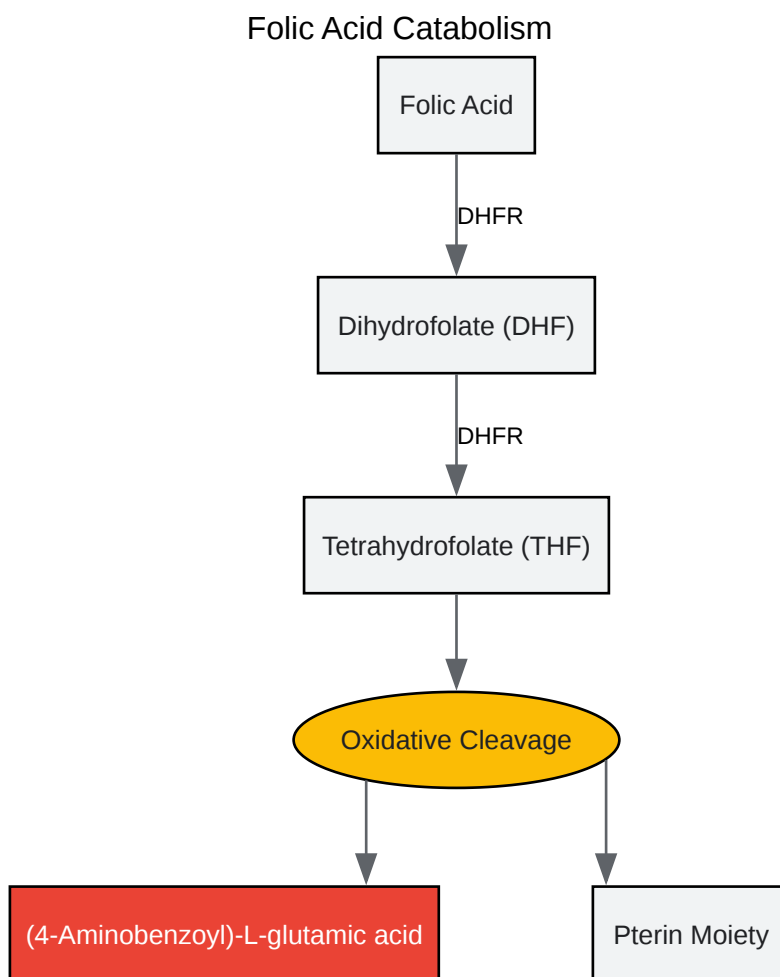 Folic Acid Catabolism
Folic Acid
DHFR
Dihydrofolate (DHF)
DHFR
Tetrahydrofolate (THF)
Oxidative Cleavage
(4-Aminobenzoyl)-L-glutamic acid
Pterin Moiety